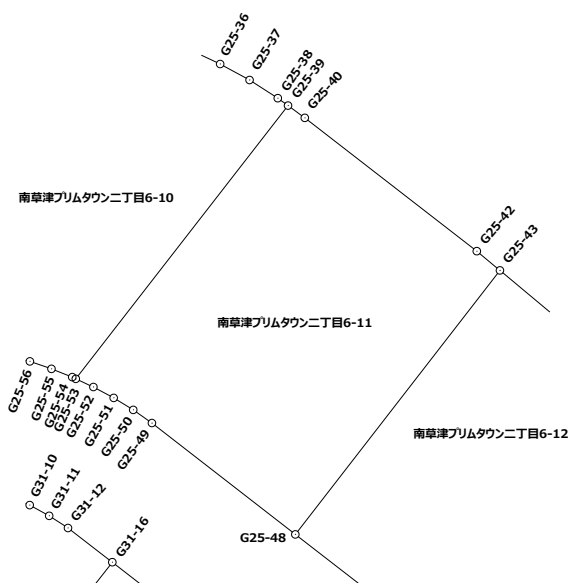 G25-36
G25-37
G25-38
G25-39
G25-40
南草津プリムタウン二丁目6-10
G25-42
G25-43
南草津プリムタウン二丁目6-11
G25-56
G25-55
G25-54
G25-53
G25-52
G25-51
G25-50
G25-49
南草津プリムタウン二丁目6-12
G31-10
G31-11
G31-12
G25-48
G31-16